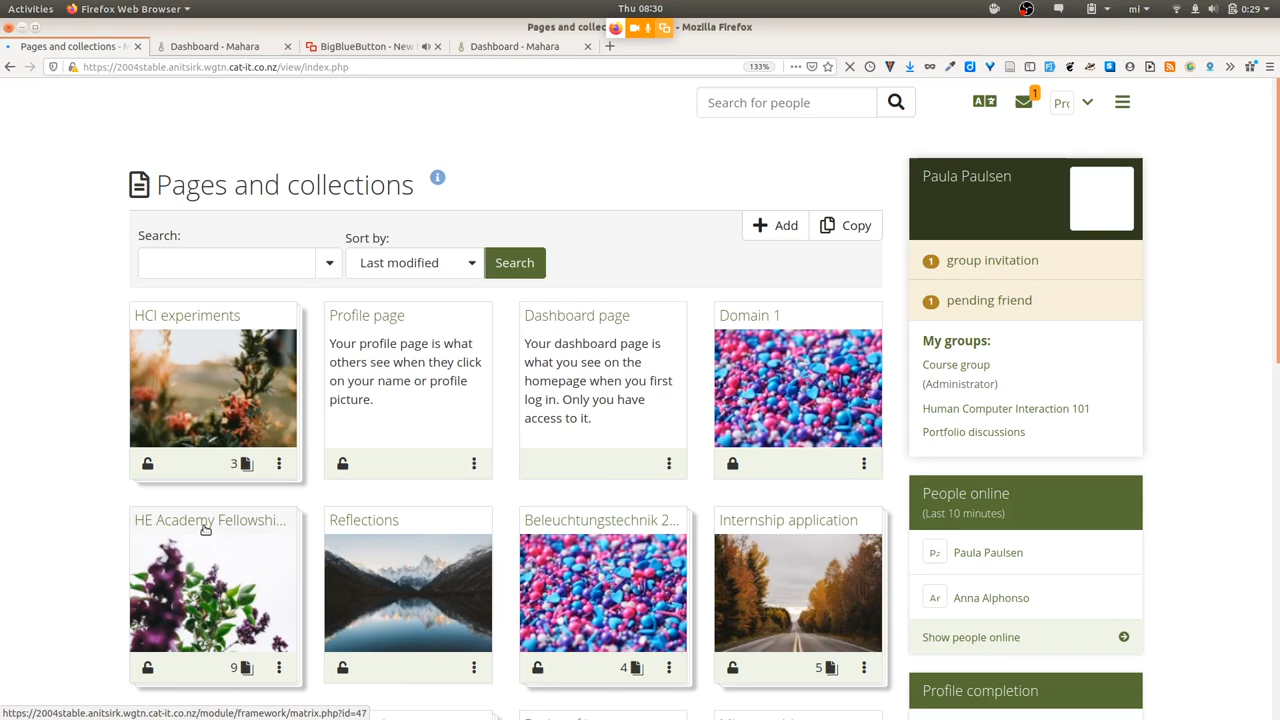 Activities
Firefox Web Browser
Thu 08:30
mi
0:29
Pages and collections - Mozilla Firefox
Pages and collections - M
Dashboard - Mahara
BigBlueButton - New
Dashboard - Mahara
https://2004stable.anitsirk.wgtn.cat-it.co.nz/view/index.php
133%
Search for people
1
Pages and collections
Search:
Sort by:
Last modified
Search
Add
Copy
HCI experiments
3
Profile page
Your profile page is what
others see when they click
on your name or profile
picture.
Dashboard page
Your dashboard page is
what you see on the
homepage when you first
log in. Only you have
access to it.
Domain 1
HE Academy Fellowshi...
9
Reflections
Beleuchtungstechnik 2...
4
Internship application
5
Paula Paulsen
1 group invitation
1 pending friend
My groups:
Course group
(Administrator)
Human Computer Interaction 101
Portfolio discussions
People online
(Last 10 minutes)
Paula Paulsen
Ar Anna Alphonso
Show people online
Profile completion
https://2004stable.anitsirk.wgtn.cat-it.co.nz/module/framework/matrix.php?id=47